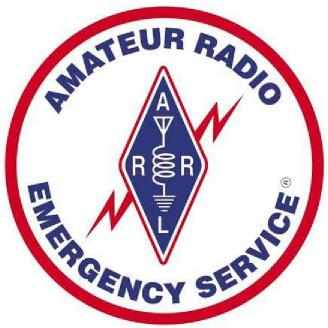 AMATEUR RADIO
A
R R
L
EMERGENCY SERVICE®